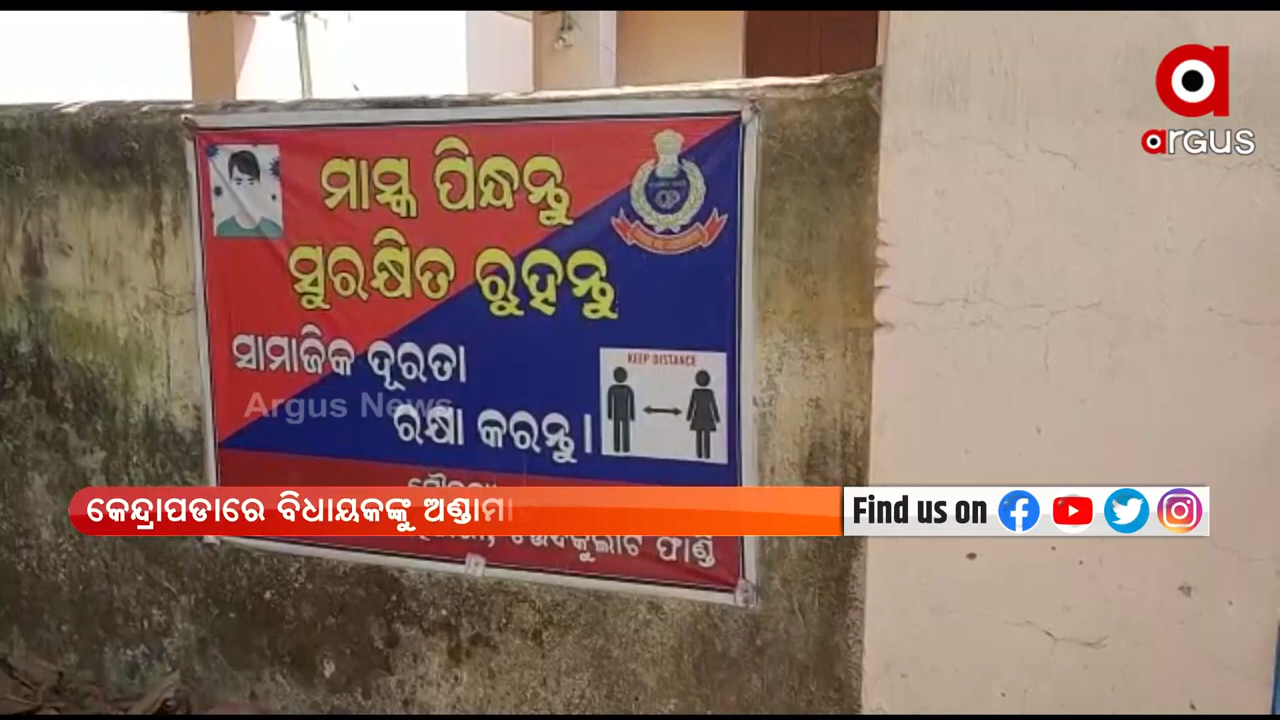 ମାସ୍କ ପିନ୍ଧନ୍ତୁ
ସୁରକ୍ଷିତ ରୁହନ୍ତୁ
ସାମାଜିକ ଦୂରତା
ରକ୍ଷା କରନ୍ତୁ।
KEEP DISTANCE
Argus News
argus
କେନ୍ଦ୍ରାପଡାରେ ବିଧାୟକଙ୍କୁ ଅଣ୍ଡାମା
Find us on
ଫାଣ୍ଡି